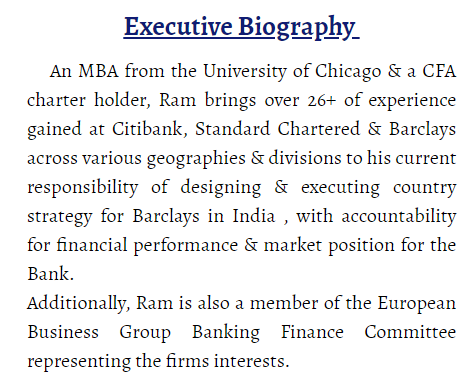 Executive Biography
An MBA from the University of Chicago & a CFA
charter holder, Ram brings over 26+ of experience
gained at Citibank, Standard Chartered & Barclays
across various geographies & divisions to his current
responsibility of designing & executing country
strategy for Barclays in India , with accountability
for financial performance & market position for the
Bank.
Additionally, Ram is also a member of the European
Business Group Banking Finance Committee
representing the firms interests.